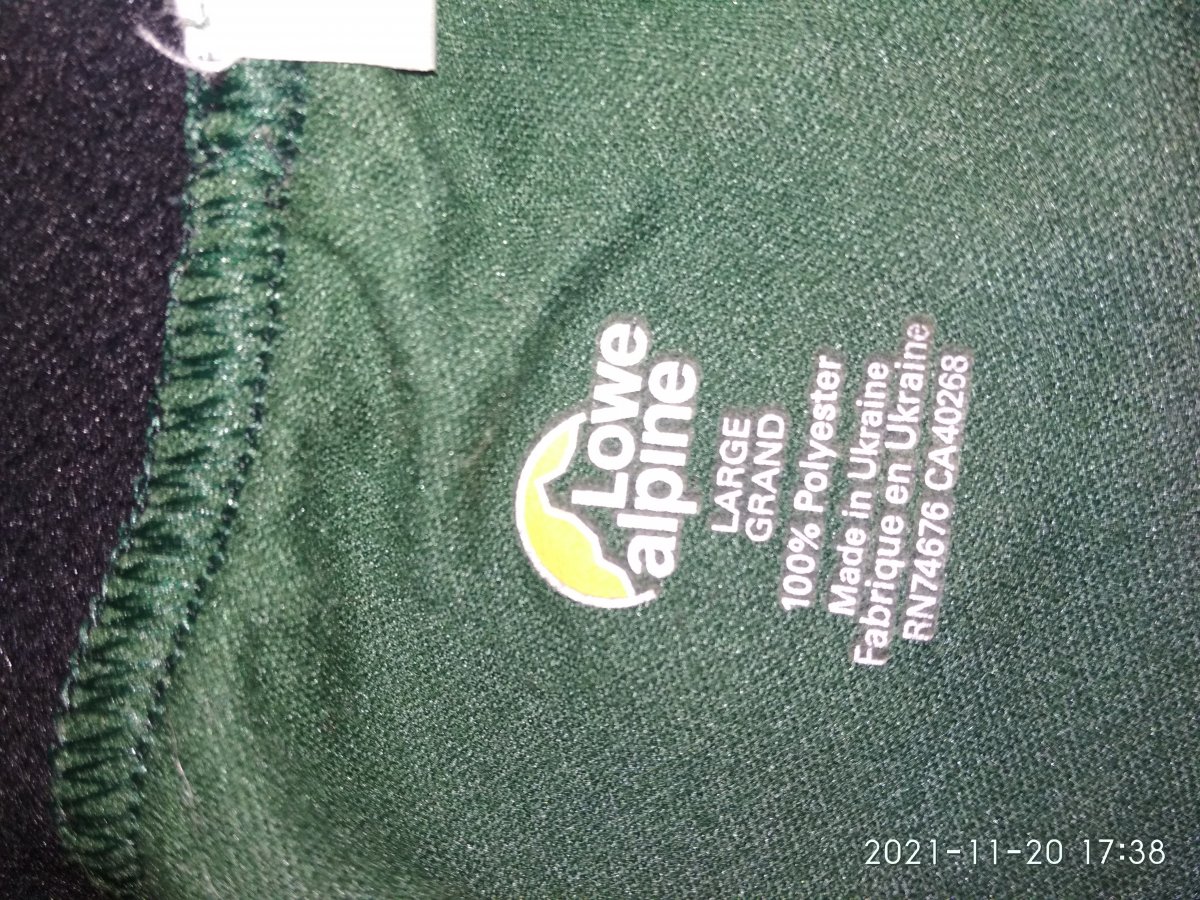 Lowe
alpine
LARGE
GRAND
100% Polyester
Made in Ukraine
Fabrique en Ukraine
RN74676 CA40268
2021-11-20 17:38